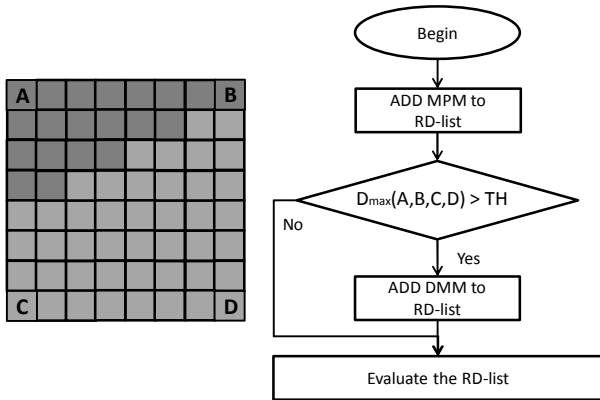 A B
C D
Begin
ADD MPM to
RD-list
Dmax(A,B,C,D) > TH
No
Yes
ADD DMM to
RD-list
Evaluate the RD-list